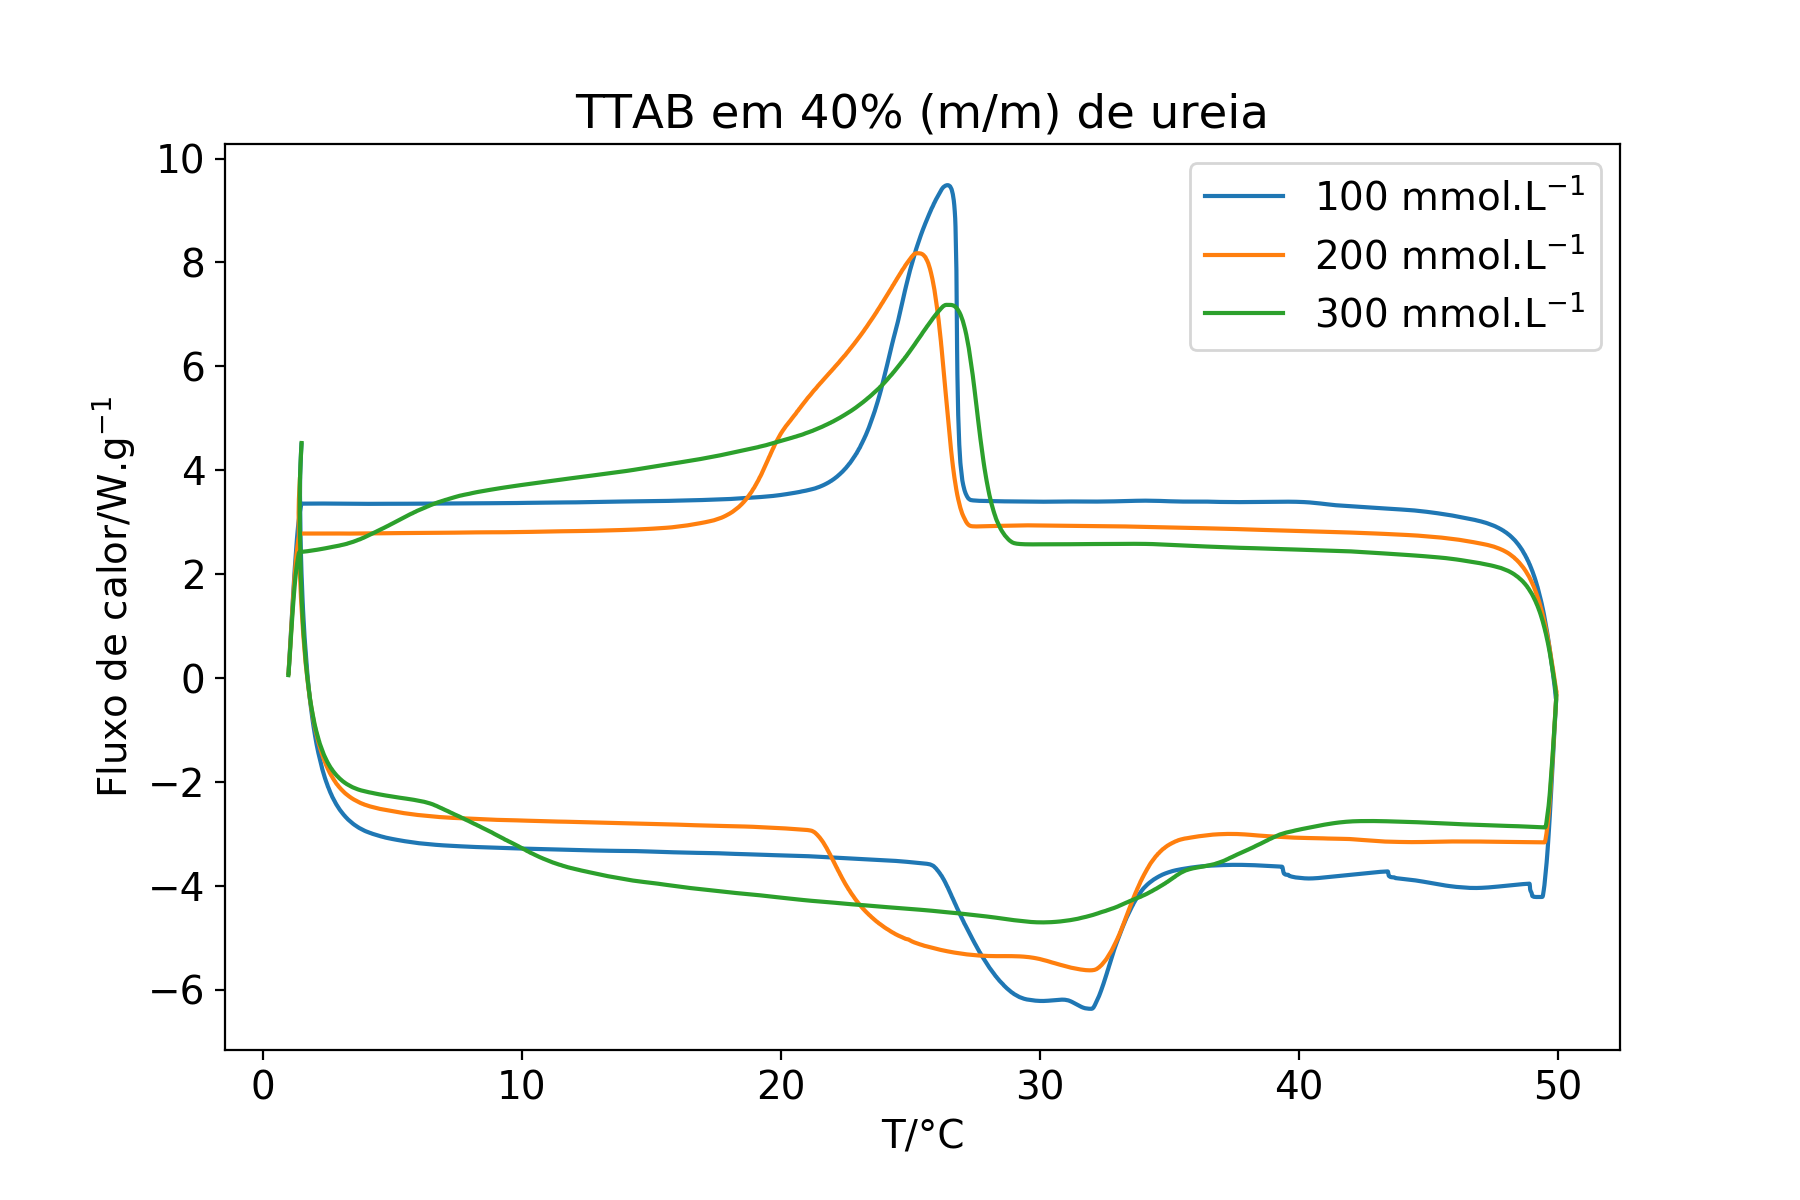 TTAB em 40% (m/m) de ureia
100 mmol.L⁻¹
200 mmol.L⁻¹
300 mmol.L⁻¹
Fluxo de calor/W.g⁻¹
10
8
6
4
2
0
−2
−4
−6
0 10 20 30 40 50
T/°C